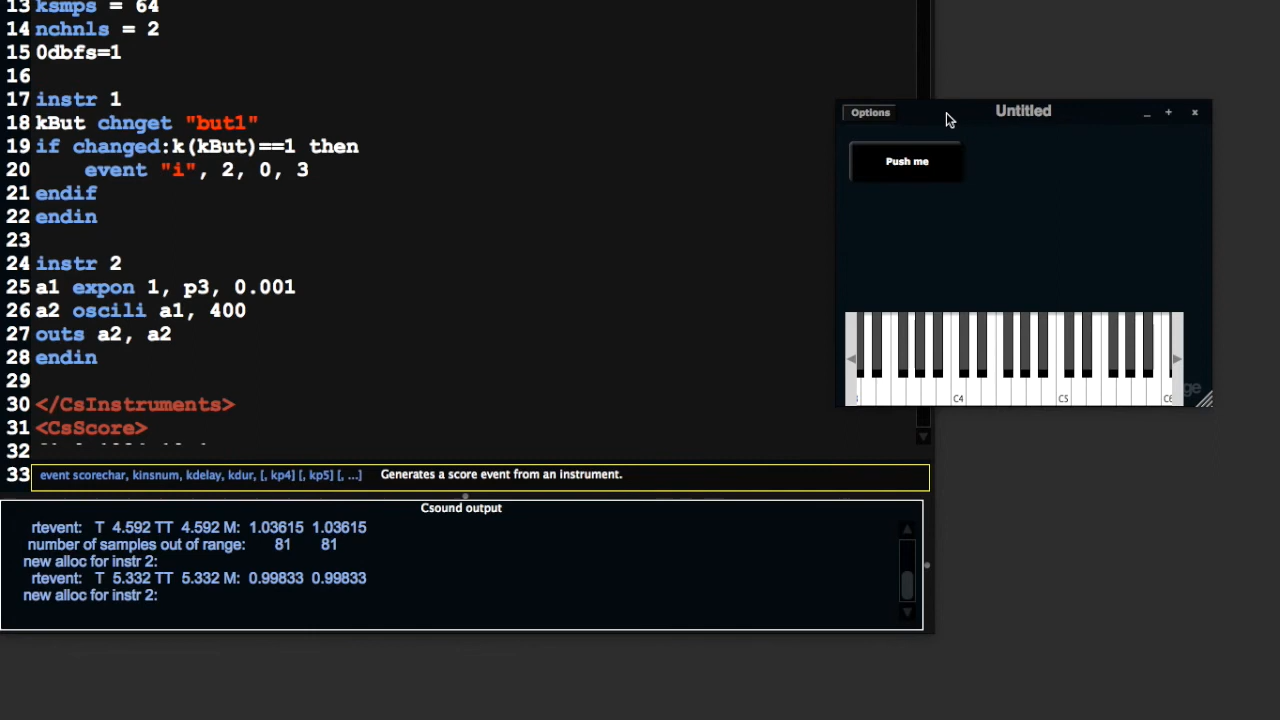 13 ksmps = 64
14 nchnls = 2
15 0dbfs=1
16
17 instr 1
18 kBut chnget "but1"
19 if changed:k(kBut)==1 then
20 event "i", 2, 0, 3
21 endif
22 endin
23
24 instr 2
25 a1 expon 1, p3, 0.001
26 a2 oscili a1, 400
27 outs a2, a2
28 endin
29
30 </CsInstruments>
31 <CsScore>
32
33
event scorechar, kinsnum, kdelay, kdur, [, kp4] [, kp5] [, ...] Generates a score event from an instrument.
Csound output
rtevent: T 4.592 TT 4.592 M: 1.03615 1.03615
number of samples out of range: 81 81
new alloc for instr 2:
rtevent: T 5.332 TT 5.332 M: 0.99833 0.99833
new alloc for instr 2:
Options
Untitled
Push me
C4
C5
C6